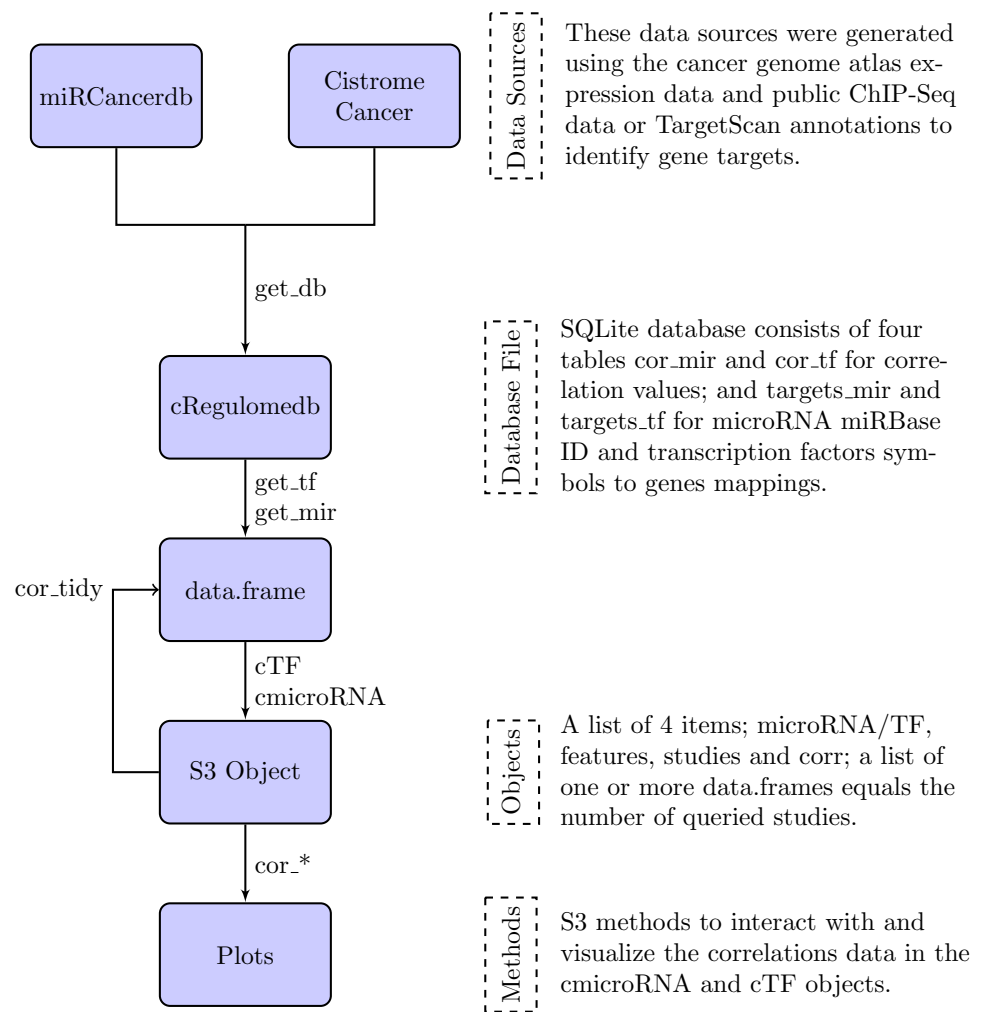 miRCancerdb
Cistrome
Cancer
Data Sources
These data sources were generated
using the cancer genome atlas ex-
pression data and public ChIP-Seq
data or TargetScan annotations to
identify gene targets.
get_db
cRegulomedb
Database File
SQLite database consists of four
tables cor_mir and cor_tf for corre-
lation values; and targets_mir and
targets_tf for microRNA miRBase
ID and transcription factors sym-
bols to genes mappings.
get_tf
get_mir
cor_tidy
data.frame
cTF
cmicroRNA
S3 Object
Objects
A list of 4 items; microRNA/TF,
features, studies and corr; a list of
one or more data.frames equals the
number of queried studies.
cor_*
Plots
Methods
S3 methods to interact with and
visualize the correlations data in the
cmicroRNA and cTF objects.